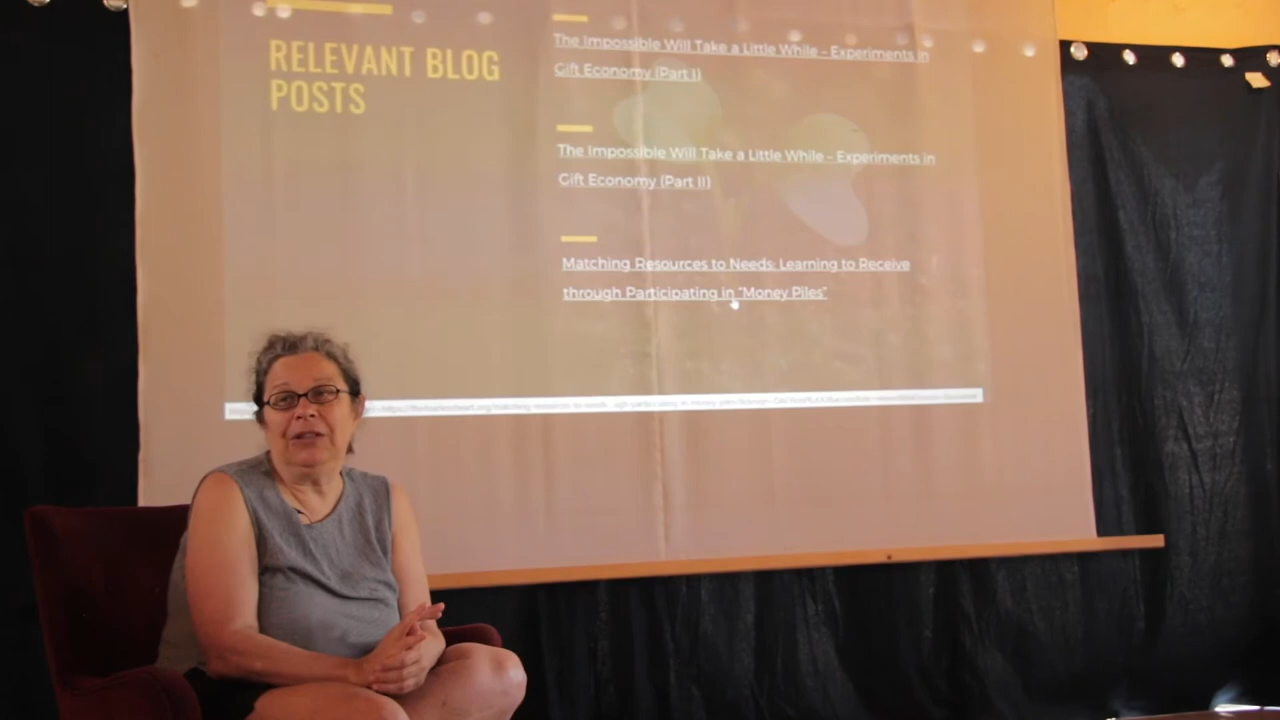 RELEVANT BLOG
POSTS
The Impossible Will Take a Little While – Experiments in
Gift Economy (Part I)
The Impossible Will Take a Little While – Experiments in
Gift Economy (Part II)
Matching Resources to Needs: Learning to Receive
through Participating in "Money Piles"